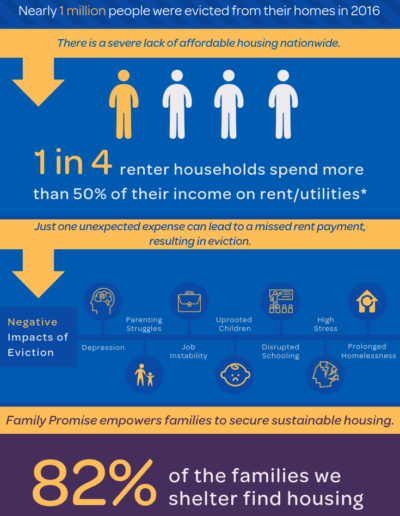 Nearly 1 million people were evicted from their homes in 2016
There is a severe lack of affordable housing nationwide.
1 in 4 renter households spend more
than 50% of their income on rent/utilities*
Just one unexpected expense can lead to a missed rent payment,
resulting in eviction.
Negative
Impacts of
Eviction
Depression
Parenting
Struggles
Job
Instability
Uprooted
Children
Disrupted
Schooling
High
Stress
Prolonged
Homelessness
Family Promise empowers families to secure sustainable housing.
82% of the families we
shelter find housing